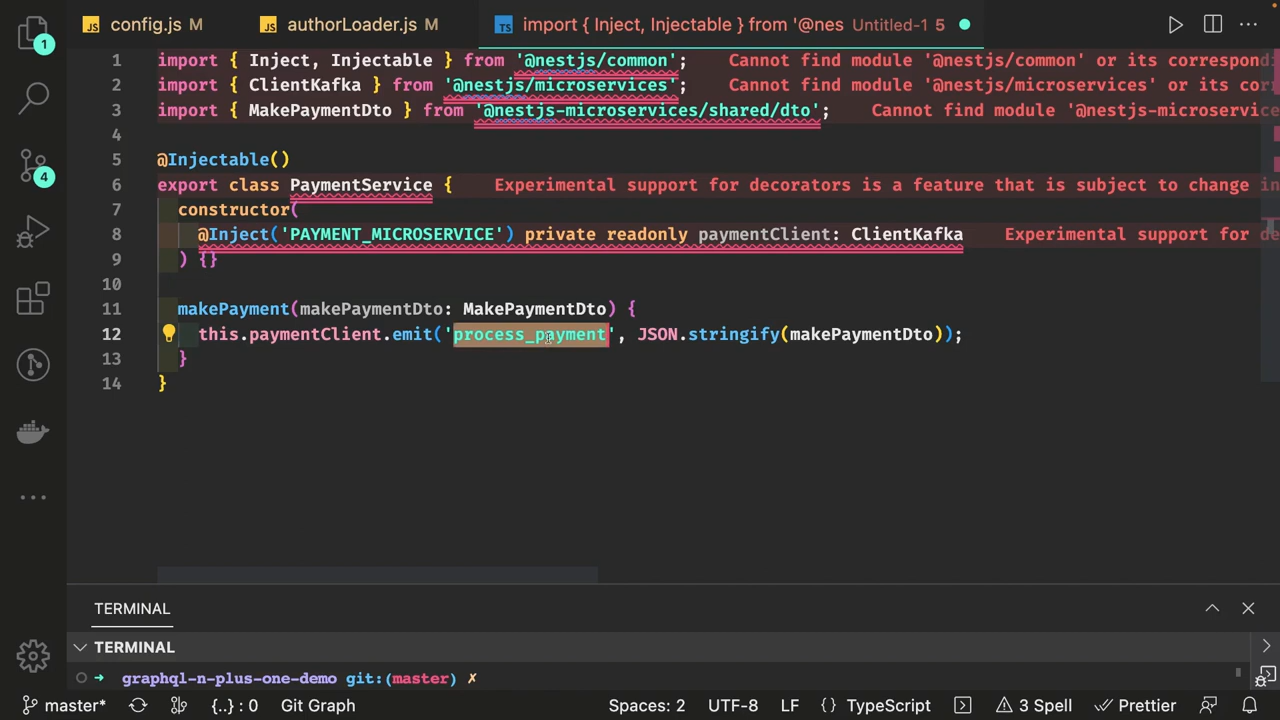 config.js M
authorLoader.js M
import { Inject, Injectable } from '@nes Untitled-1 5
1
1 import { Inject, Injectable } from '@nestjs/common'; Cannot find module '@nestjs/common' or its correspond
2 import { ClientKafka } from '@nestjs/microservices'; Cannot find module '@nestjs/microservices' or its cor
3 import { MakePaymentDto } from '@nestjs-microservices/shared/dto'; Cannot find module '@nestjs-microservice
4
5 @Injectable()
6 export class PaymentService { Experimental support for decorators is a feature that is subject to change in
7 constructor(
8 @Inject('PAYMENT_MICROSERVICE') private readonly paymentClient: ClientKafka Experimental support for de
9 ) {}
10
11 makePayment(makePaymentDto: MakePaymentDto) {
12 this.paymentClient.emit('process_payment', JSON.stringify(makePaymentDto));
13 }
14 }
4
TERMINAL
TERMINAL
graphql-n-plus-one-demo git:(master) ✗
master* {..} : 0 Git Graph Spaces: 2 UTF-8 LF {} TypeScript 3 Spell Prettier